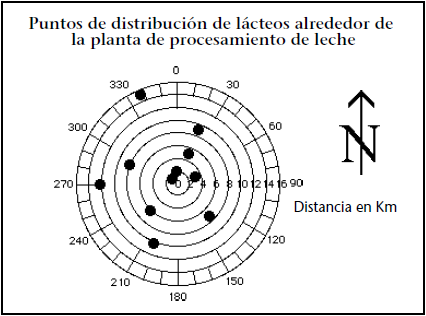 Puntos de distribución de lácteos alrededor de
la planta de procesamiento de leche
0
330
30
300
60
N
270
0 2 4 6 8 10 12 14 16 90
Distancia en Km
240
120
210
150
180